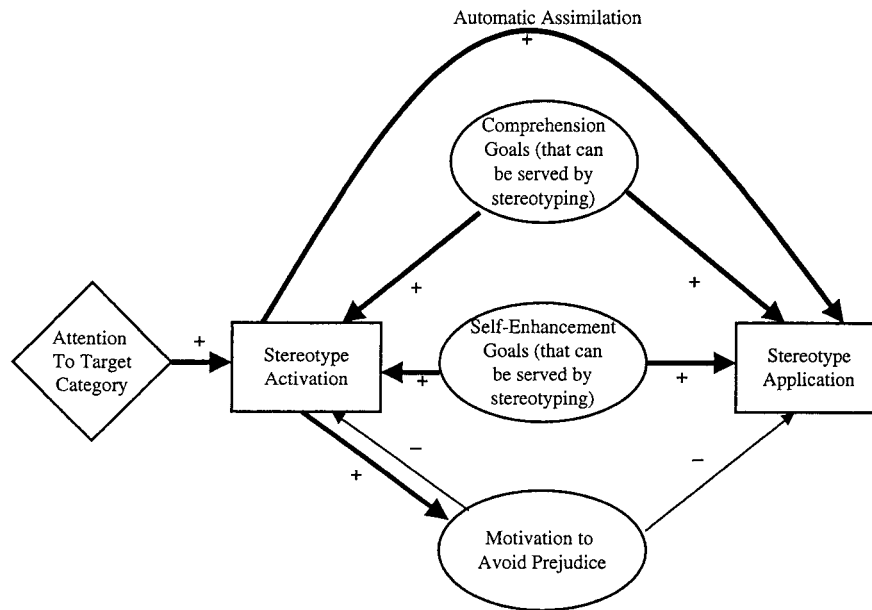 Automatic Assimilation
+
Comprehension
Goals (that can
be served by
stereotyping)
+
+
Attention
To Target
Category
+
Stereotype
Activation
+
Self-Enhancement
Goals (that can
be served by
stereotyping)
+
Stereotype
Application
+
−
−
Motivation to
Avoid Prejudice